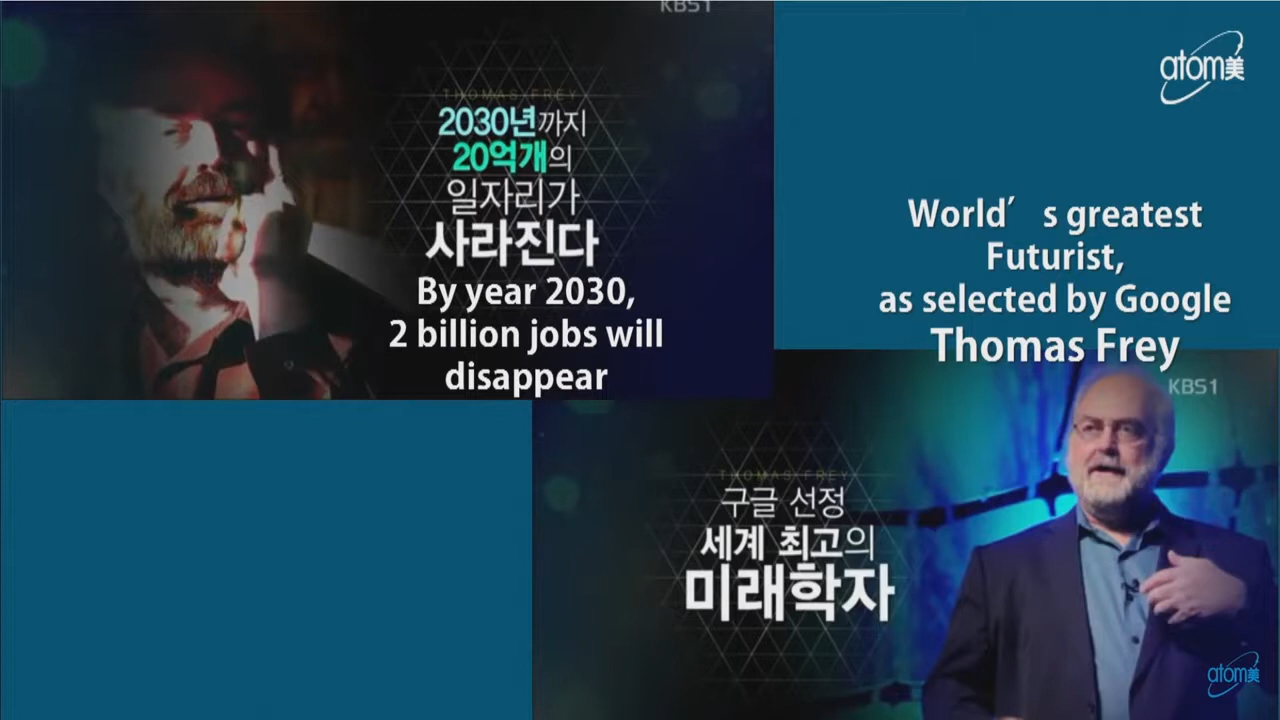 KBS1
THOMAS FREY
2030년까지
20억개의
일자리가
사라진다
By year 2030,
2 billion jobs will
disappear
atom美
World′ s greatest
Futurist,
as selected by Google
Thomas Frey
KBS1
THOMAS FREY
구글 선정
세계 최고의
미래학자
atom美